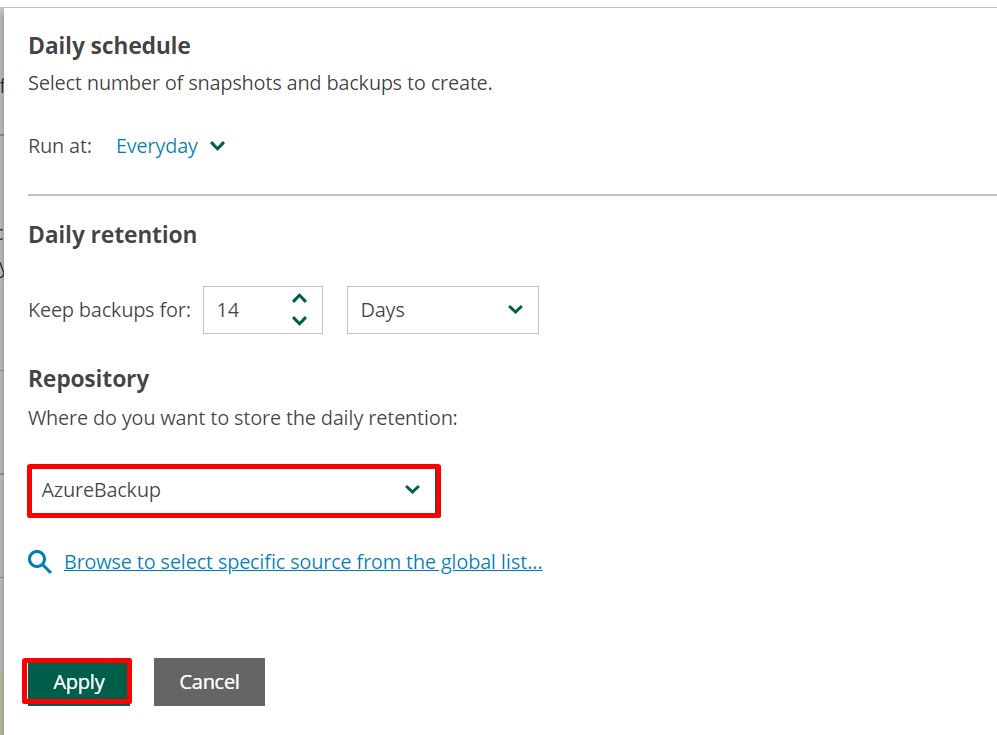 Daily schedule
Select number of snapshots and backups to create.
Run at: Everyday
Daily retention
Keep backups for: 14 Days
Repository
Where do you want to store the daily retention:
AzureBackup
Browse to select specific source from the global list...
Apply Cancel